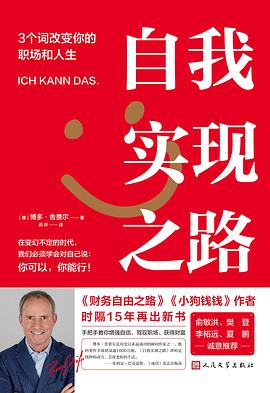 3个词改变你的
职场和人生
ICH KANN DAS.
自我
实现
之路
[德] 博多·舍费尔 — 著
在变幻不定的时代，
我们必须学会对自己说：
你可以，你能行！
《财务自由之路》《小狗钱钱》作者
时隔15年再出新书
手把手教你增强自信，驾驭职场，获得财富
俞敏洪、樊 登
李柘远、夏 鹏
—诚意推荐—
人民文学出版社